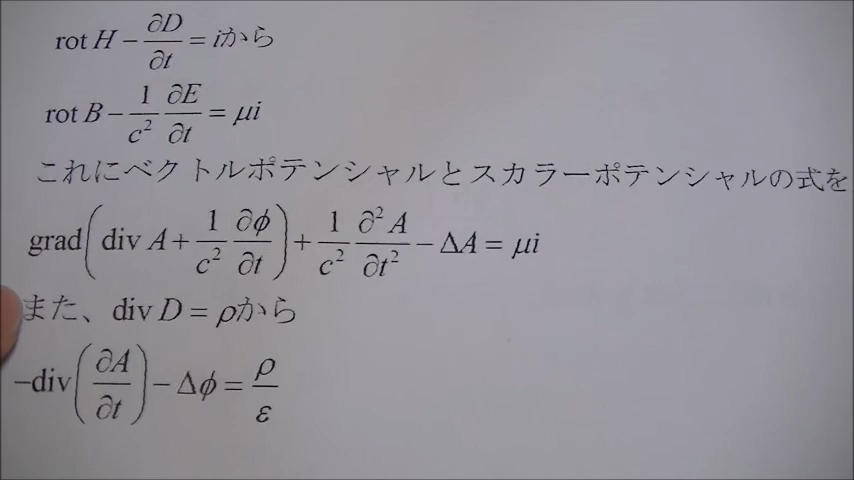 rot H − ∂D/∂t = i から
rot B − 1/c² ∂E/∂t = μi
これにベクトルポテンシャルとスカラーポテンシャルの式を
grad(div A + 1/c² ∂ϕ/∂t) + 1/c² ∂²A/∂t² − ΔA = μi
また、div D = ρから
−div(∂A/∂t) − Δϕ = ρ/ε